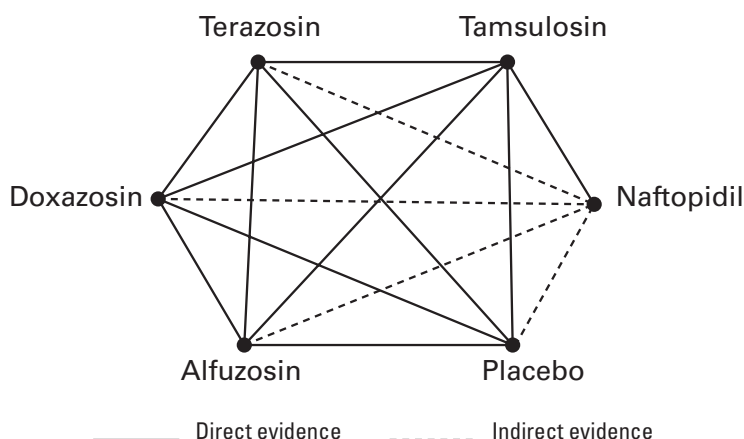 Terazosin Tamsulosin
Doxazosin Naftopidil
Alfuzosin Placebo
Direct evidence Indirect evidence